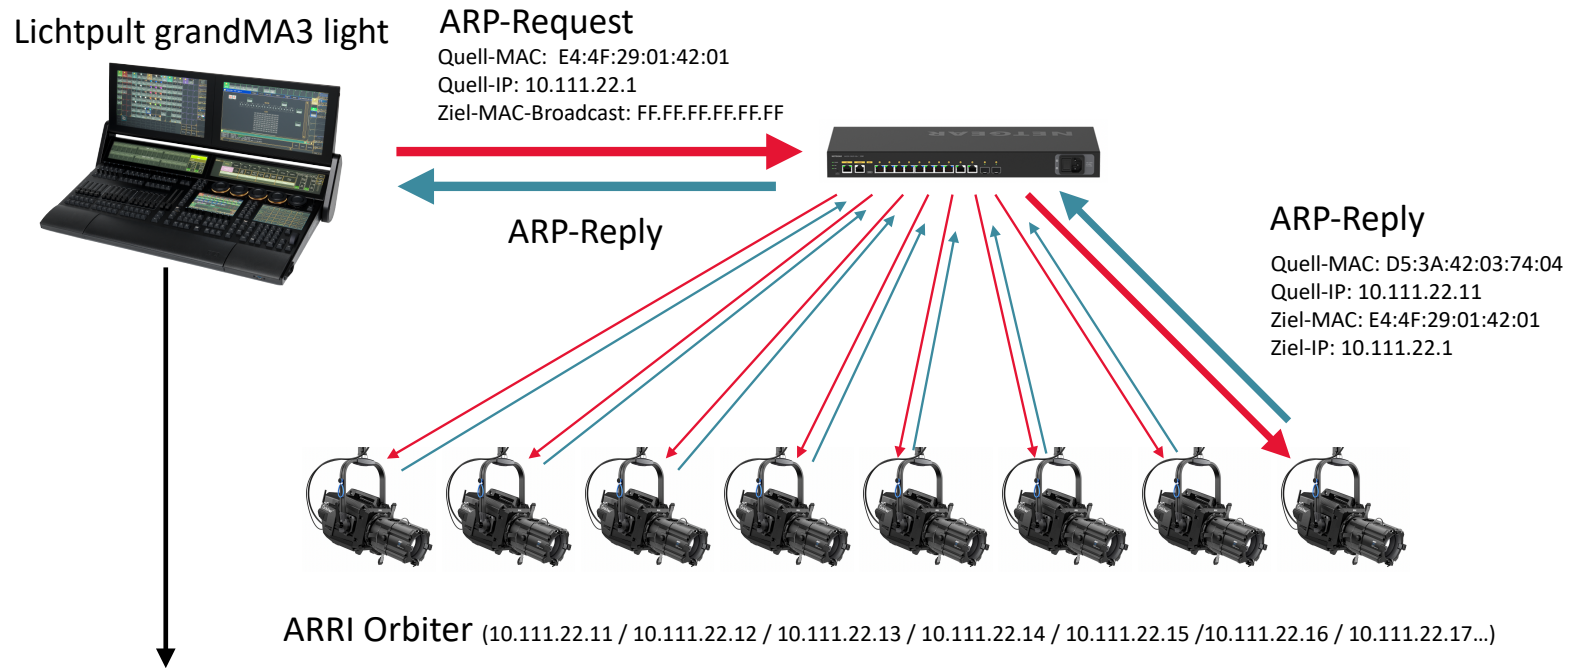 Lichtpult grandMA3 light
ARP-Request
Quell-MAC:  E4:4F:29:01:42:01
Quell-IP: 10.111.22.1
Ziel-MAC-Broadcast: FF.FF.FF.FF.FF.FF
NETGEAR
ARP-Reply
ARP-Reply
Quell-MAC: D5:3A:42:03:74:04
Quell-IP: 10.111.22.11
Ziel-MAC: E4:4F:29:01:42:01
Ziel-IP: 10.111.22.1
ARRI Orbiter (10.111.22.11 / 10.111.22.12 / 10.111.22.13 / 10.111.22.14 / 10.111.22.15 /10.111.22.16 / 10.111.22.17...)